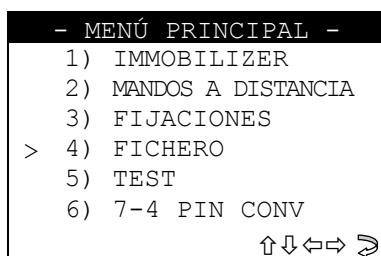 - MENÚ PRINCIPAL -
1) IMMOBILIZER
2) MANDOS A DISTANCIA
3) FIJACIONES
> 4) FICHERO
5) TEST
6) 7-4 PIN CONV
⇧⇩⇦⇨